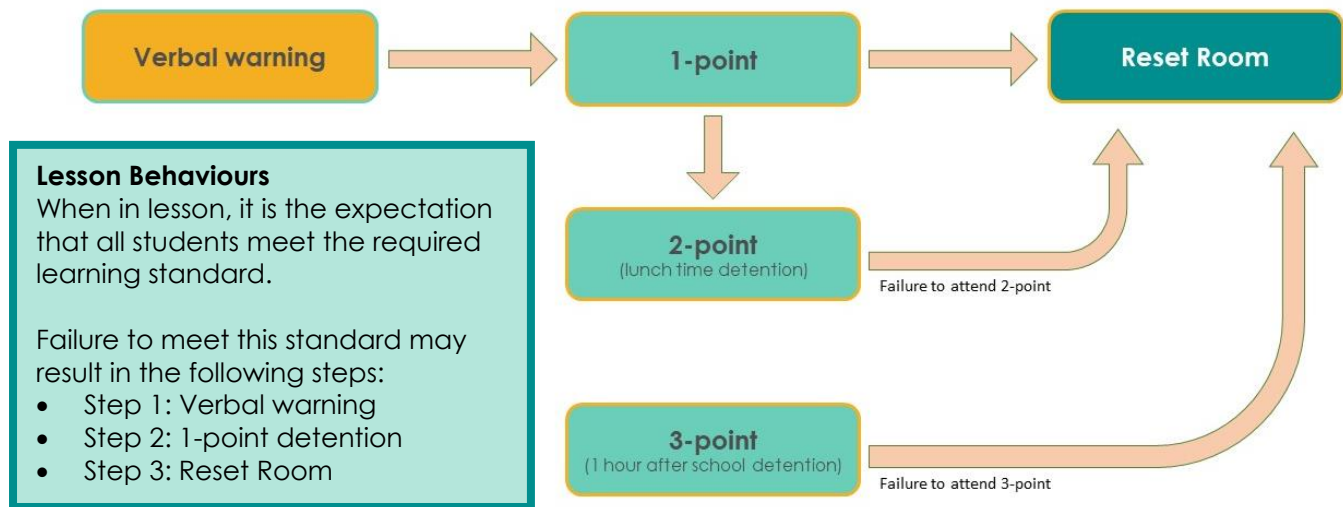 Verbal warning
1-point
Reset Room
Lesson Behaviours
When in lesson, it is the expectation
that all students meet the required
learning standard.
Failure to meet this standard may
result in the following steps:
• Step 1: Verbal warning
• Step 2: 1-point detention
• Step 3: Reset Room
2-point
(lunch time detention)
Failure to attend 2-point
3-point
(1 hour after school detention)
Failure to attend 3-point